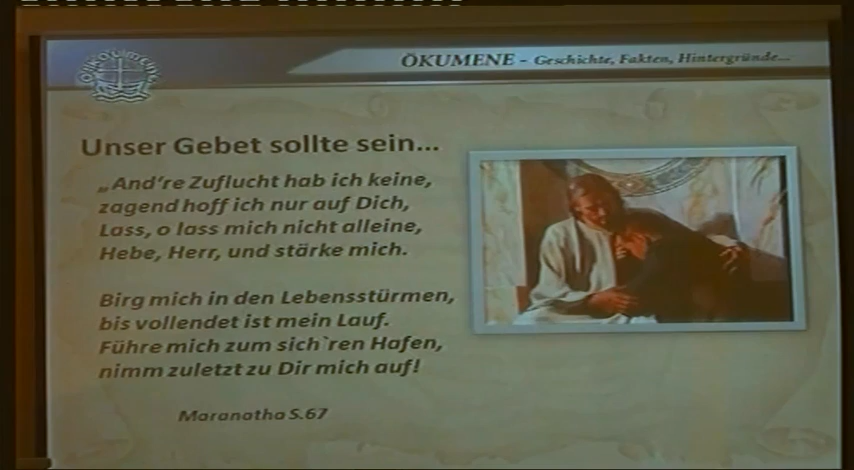 Oikoumene
ÖKUMENE - Geschichte, Fakten, Hintergründe...
Unser Gebet sollte sein...
„And're Zuflucht hab ich keine,
zagend hoff ich nur auf Dich,
Lass, o lass mich nicht alleine,
Hebe, Herr, und stärke mich.
Birg mich in den Lebensstürmen,
bis vollendet ist mein Lauf.
Führe mich zum sich`ren Hafen,
nimm zuletzt zu Dir mich auf!
Maranatha S.67